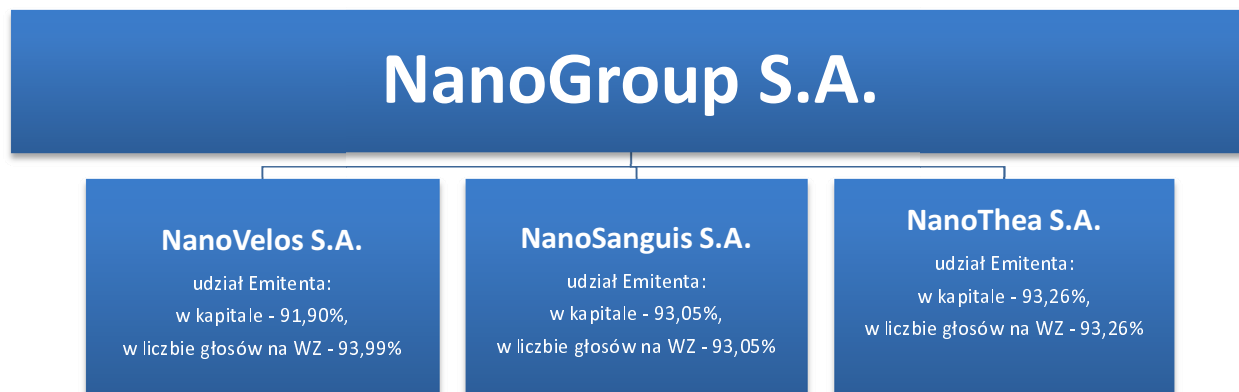 NanoGroup S.A.
NanoVelos S.A.
udział Emitenta:
w kapitale - 91,90%,
w liczbie głosów na WZ - 93,99%
NanoSanguis S.A.
udział Emitenta:
w kapitale - 93,05%,
w liczbie głosów na WZ - 93,05%
NanoThea S.A.
udział Emitenta:
w kapitale - 93,26%,
w liczbie głosów na WZ - 93,26%